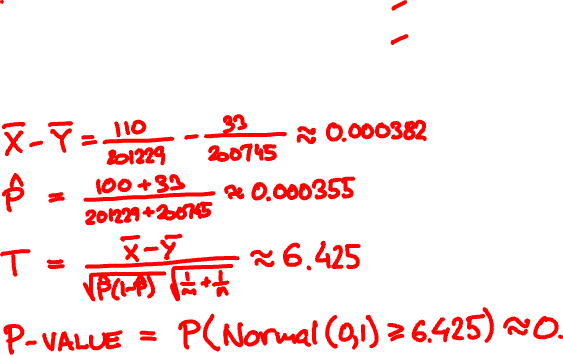 X̄ - Ȳ = 110/201229 - 33/200745 ≈ 0.000382
p̂ = 100 + 33/201229 + 200745 ≈ 0.000355
T = X̄ - Ȳ/√p̂(1-p̂) √1/m + 1/n ≈ 6.425
P-VALUE = P(Normal(0,1) ≥ 6.425) ≈ 0.